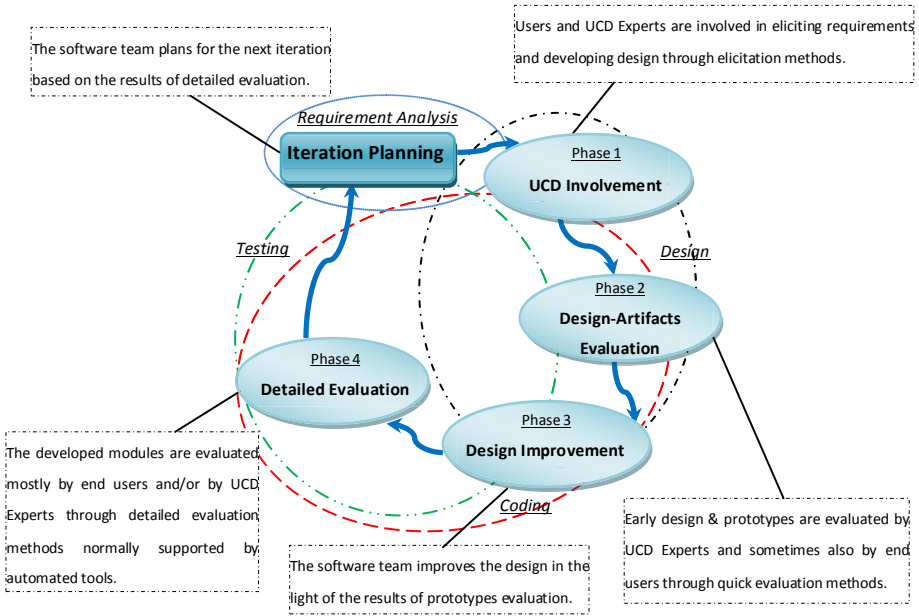 The software team plans for the next iteration
based on the results of detailed evaluation.
Users and UCD Experts are involved in eliciting requirements
and developing design through elicitation methods.
Requirement Analysis
Iteration Planning
Phase 1
UCD Involvement
Testing
Design
Phase 2
Design-Artifacts
Evaluation
Phase 4
Detailed Evaluation
Phase 3
Design Improvement
Coding
The developed modules are evaluated
mostly by end users and/or by UCD
Experts through detailed evaluation
methods normally supported by
automated tools.
The software team improves the design in the
light of the results of prototypes evaluation.
Early design & prototypes are evaluated by
UCD Experts and sometimes also by end
users through quick evaluation methods.